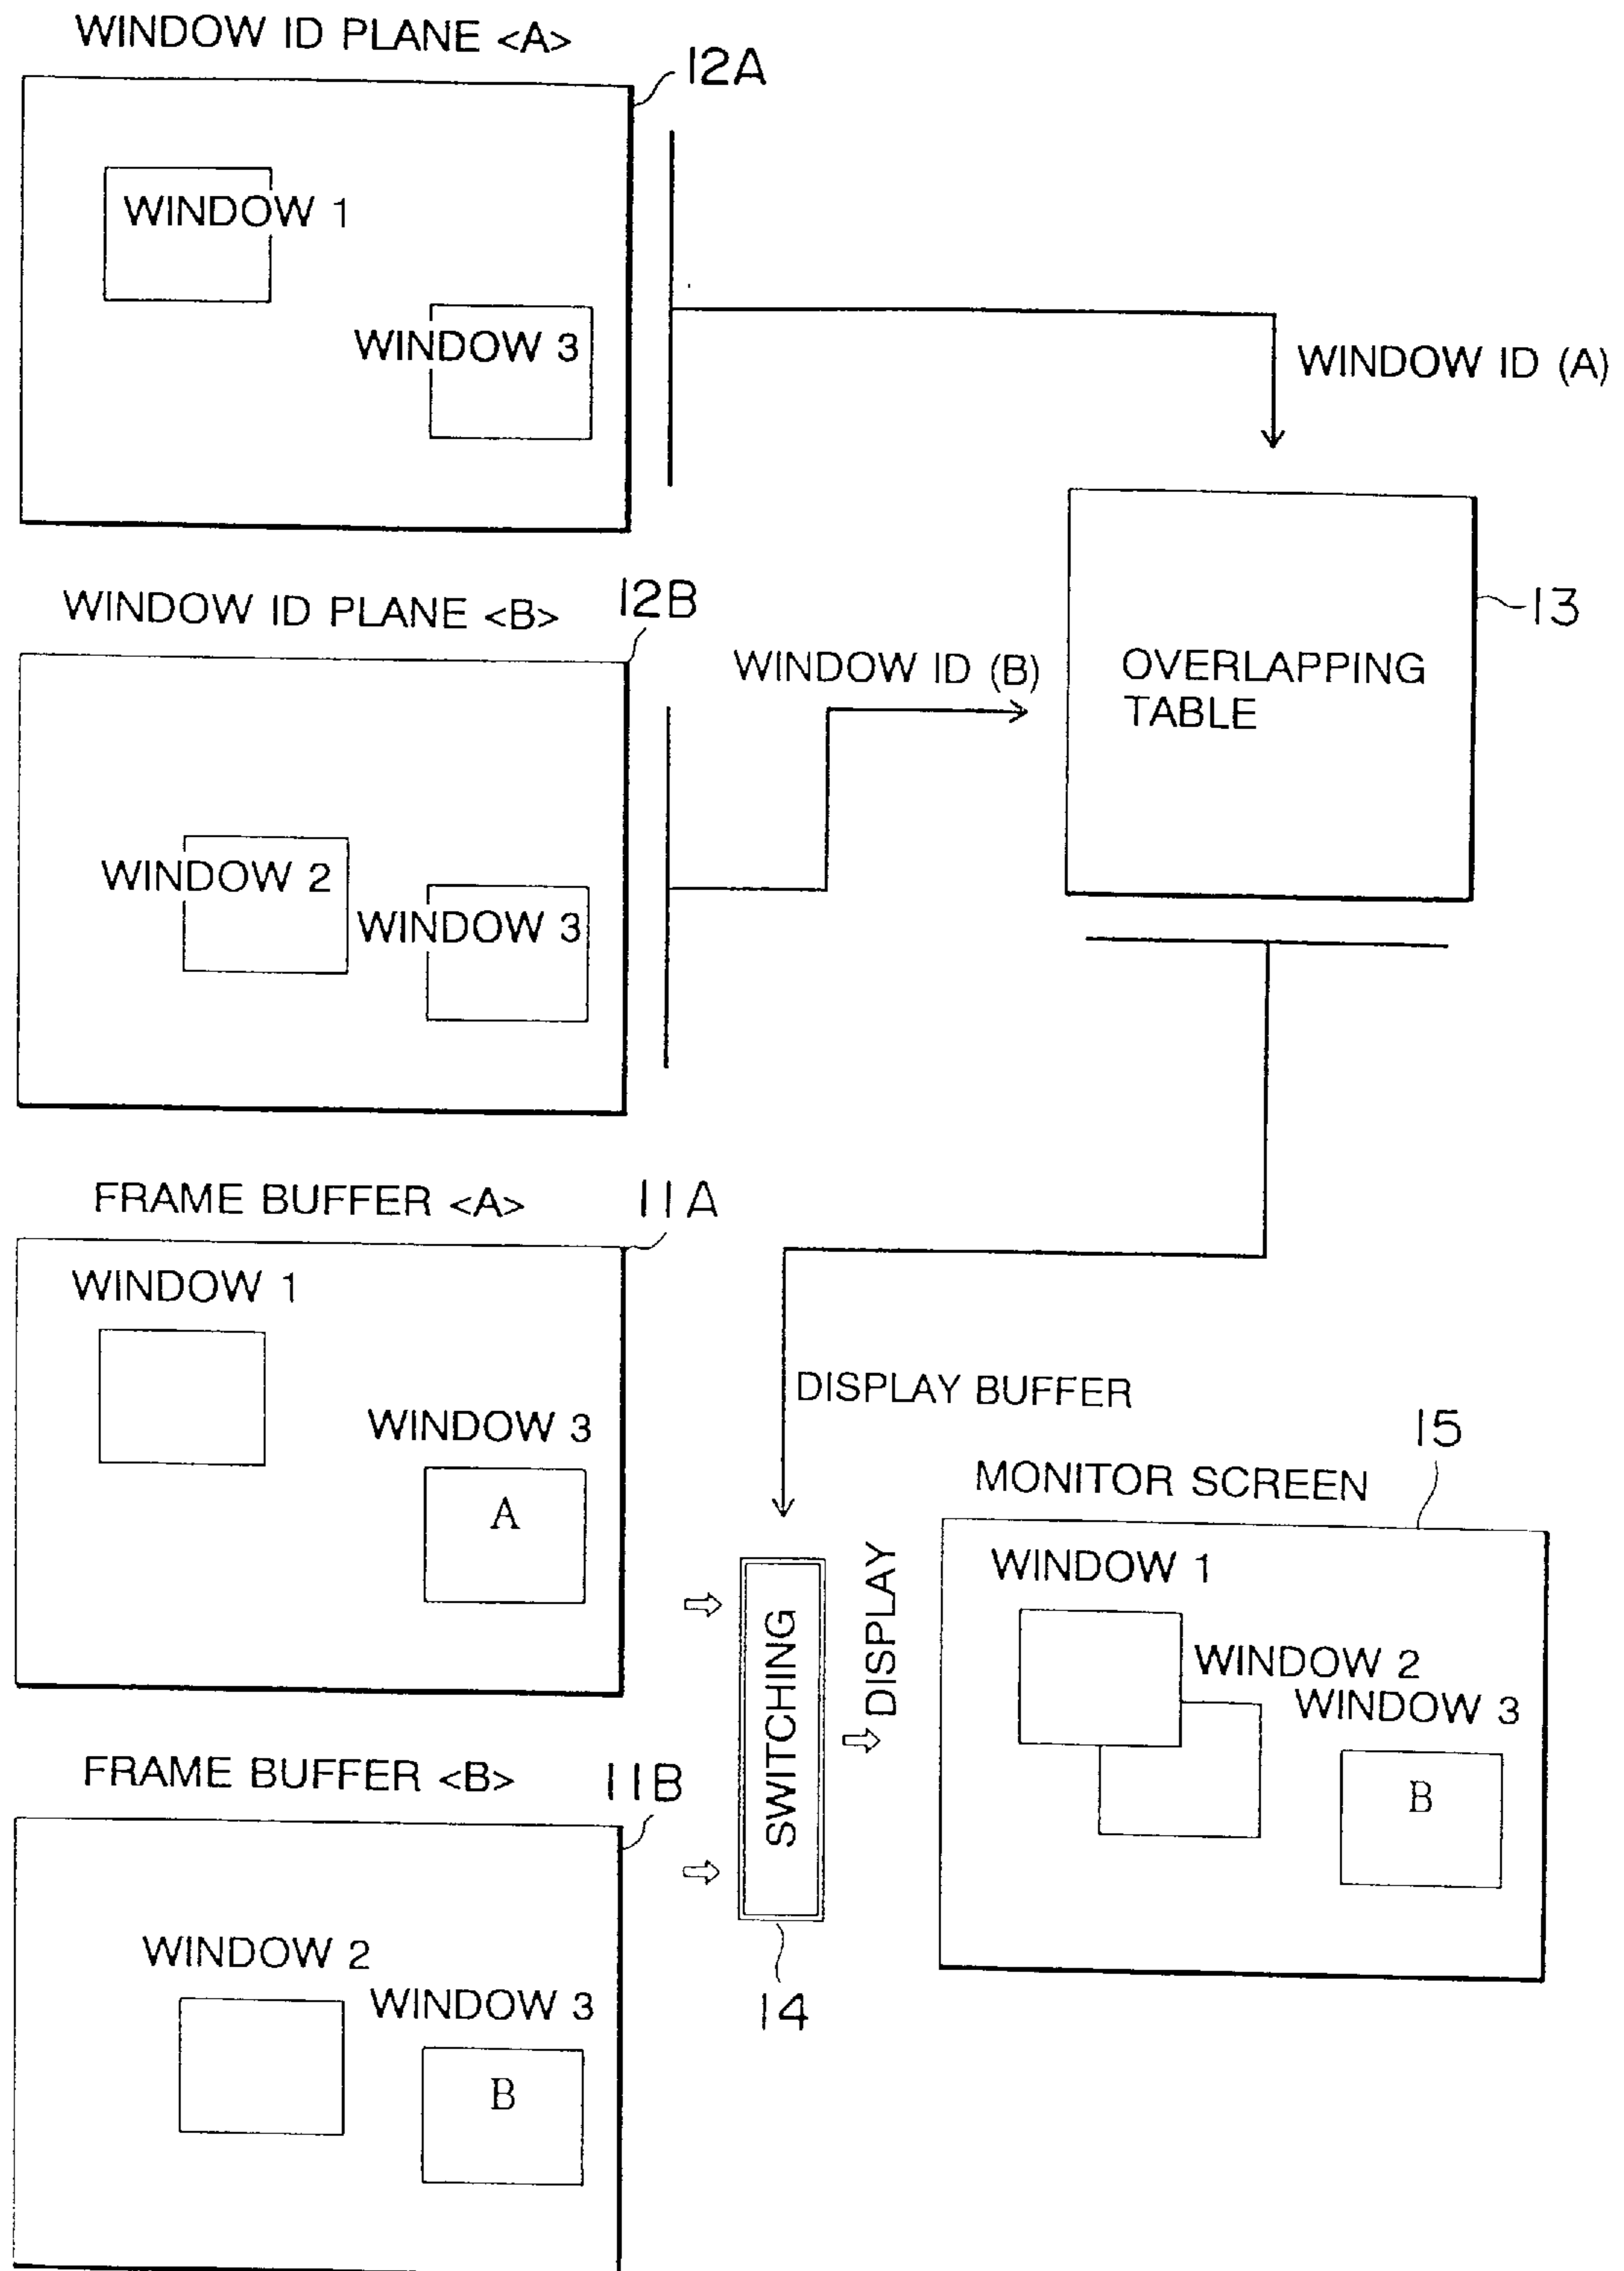 WINDOW ID PLANE <A>
12A
WINDOW 1
WINDOW 3
WINDOW ID (A)
WINDOW ID PLANE <B>
12B
WINDOW ID (B)
13
OVERLAPPING
TABLE
WINDOW 2
WINDOW 3
FRAME BUFFER <A>
11A
WINDOW 1
WINDOW 3
A
DISPLAY BUFFER
15
MONITOR SCREEN
SWITCHING
DISPLAY
WINDOW 1
WINDOW 2
WINDOW 3
B
14
FRAME BUFFER <B>
11B
WINDOW 2
WINDOW 3
B